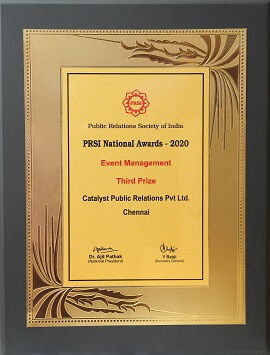 PRSI
Public Relations Society of India
PRSI National Awards - 2020
Event Management
Third Prize
Catalyst Public Relations Pvt Ltd.
Chennai
Dr. Ajit Pathak
(National President)
Y Babji
(Secretary General)